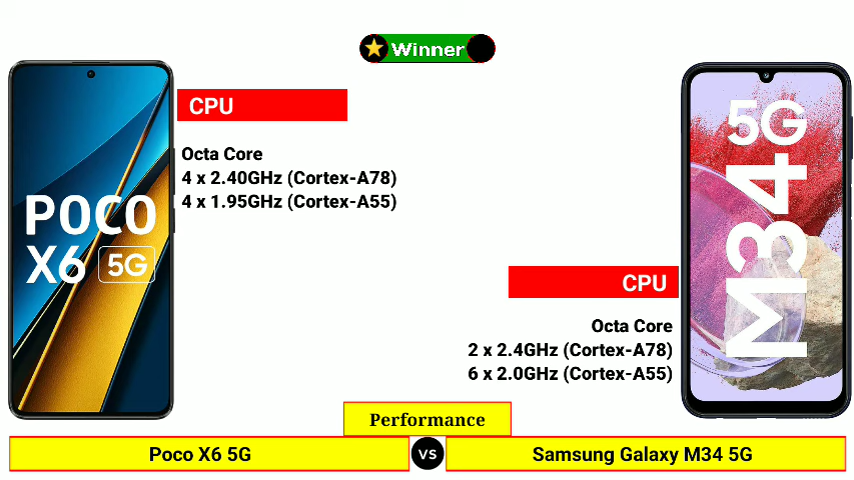 Winner
CPU
Octa Core
4 x 2.40GHz (Cortex-A78)
4 x 1.95GHz (Cortex-A55)
POCO
X6 5G
5G
M34
CPU
Octa Core
2 x 2.4GHz (Cortex-A78)
6 x 2.0GHz (Cortex-A55)
Performance
Poco X6 5G
vs
Samsung Galaxy M34 5G